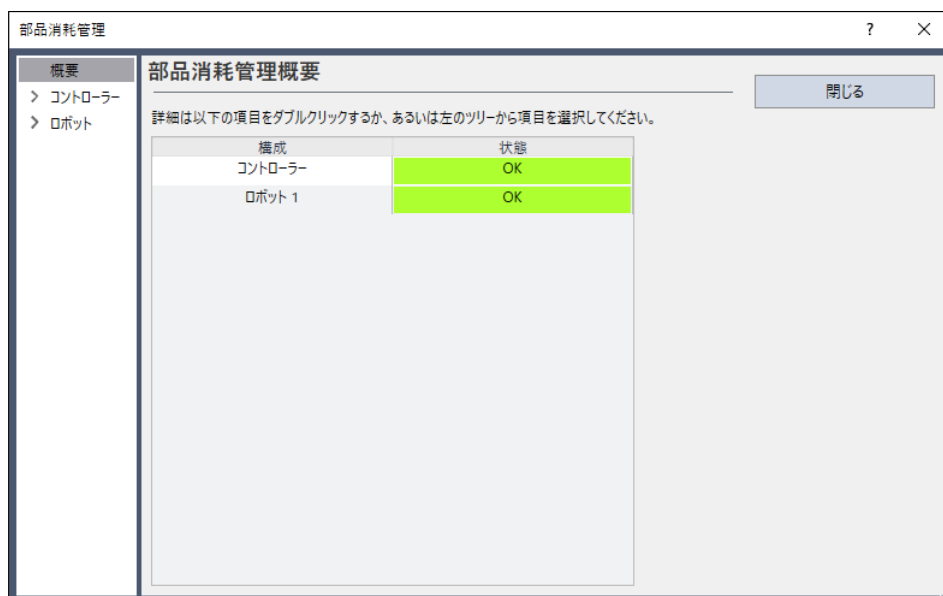 部品消耗管理
?
概要
コントローラー
ロボット
部品消耗管理概要
閉じる
詳細は以下の項目をダブルクリックするか、あるいは左のツリーから項目を選択してください。
構成 状態
コントローラー OK
ロボット 1 OK